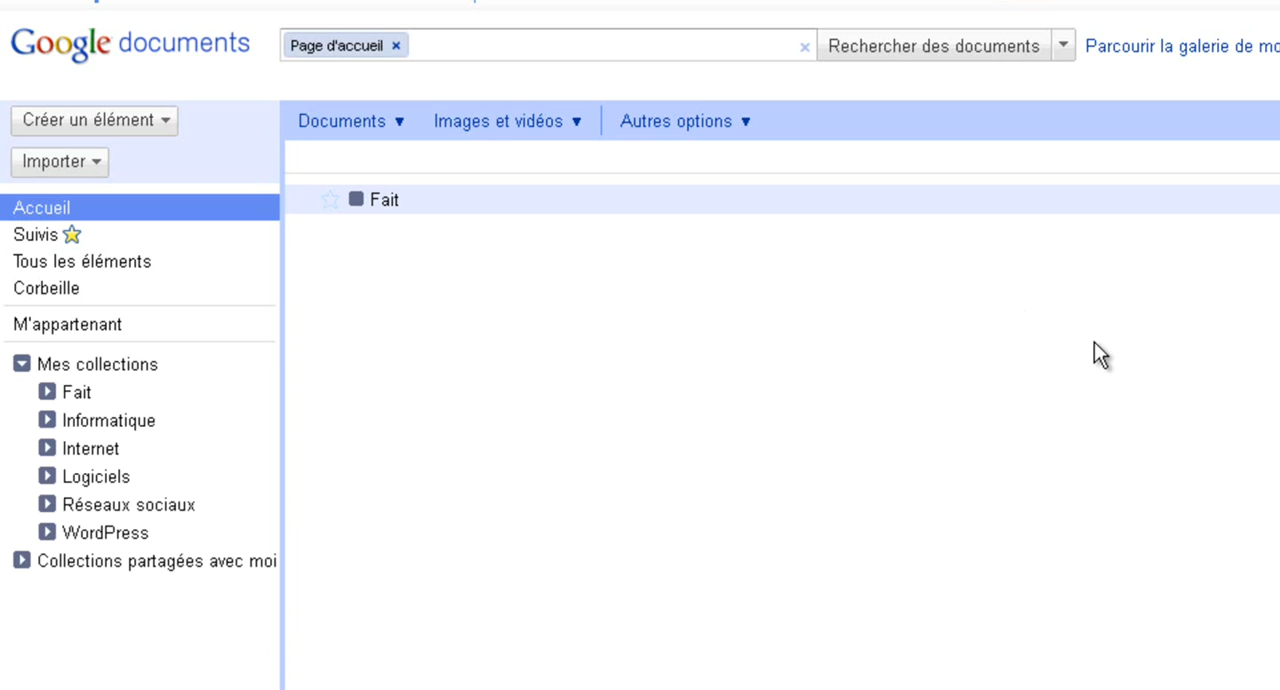 Google documents
Page d'accueil
Rechercher des documents
Parcourir la galerie de
Créer un élément
Importer
Documents
Images et vidéos
Autres options
Fait
Accueil
Suivis
Tous les éléments
Corbeille
M'appartenant
Mes collections
Fait
Informatique
Internet
Logiciels
Réseaux sociaux
WordPress
Collections partagées avec moi